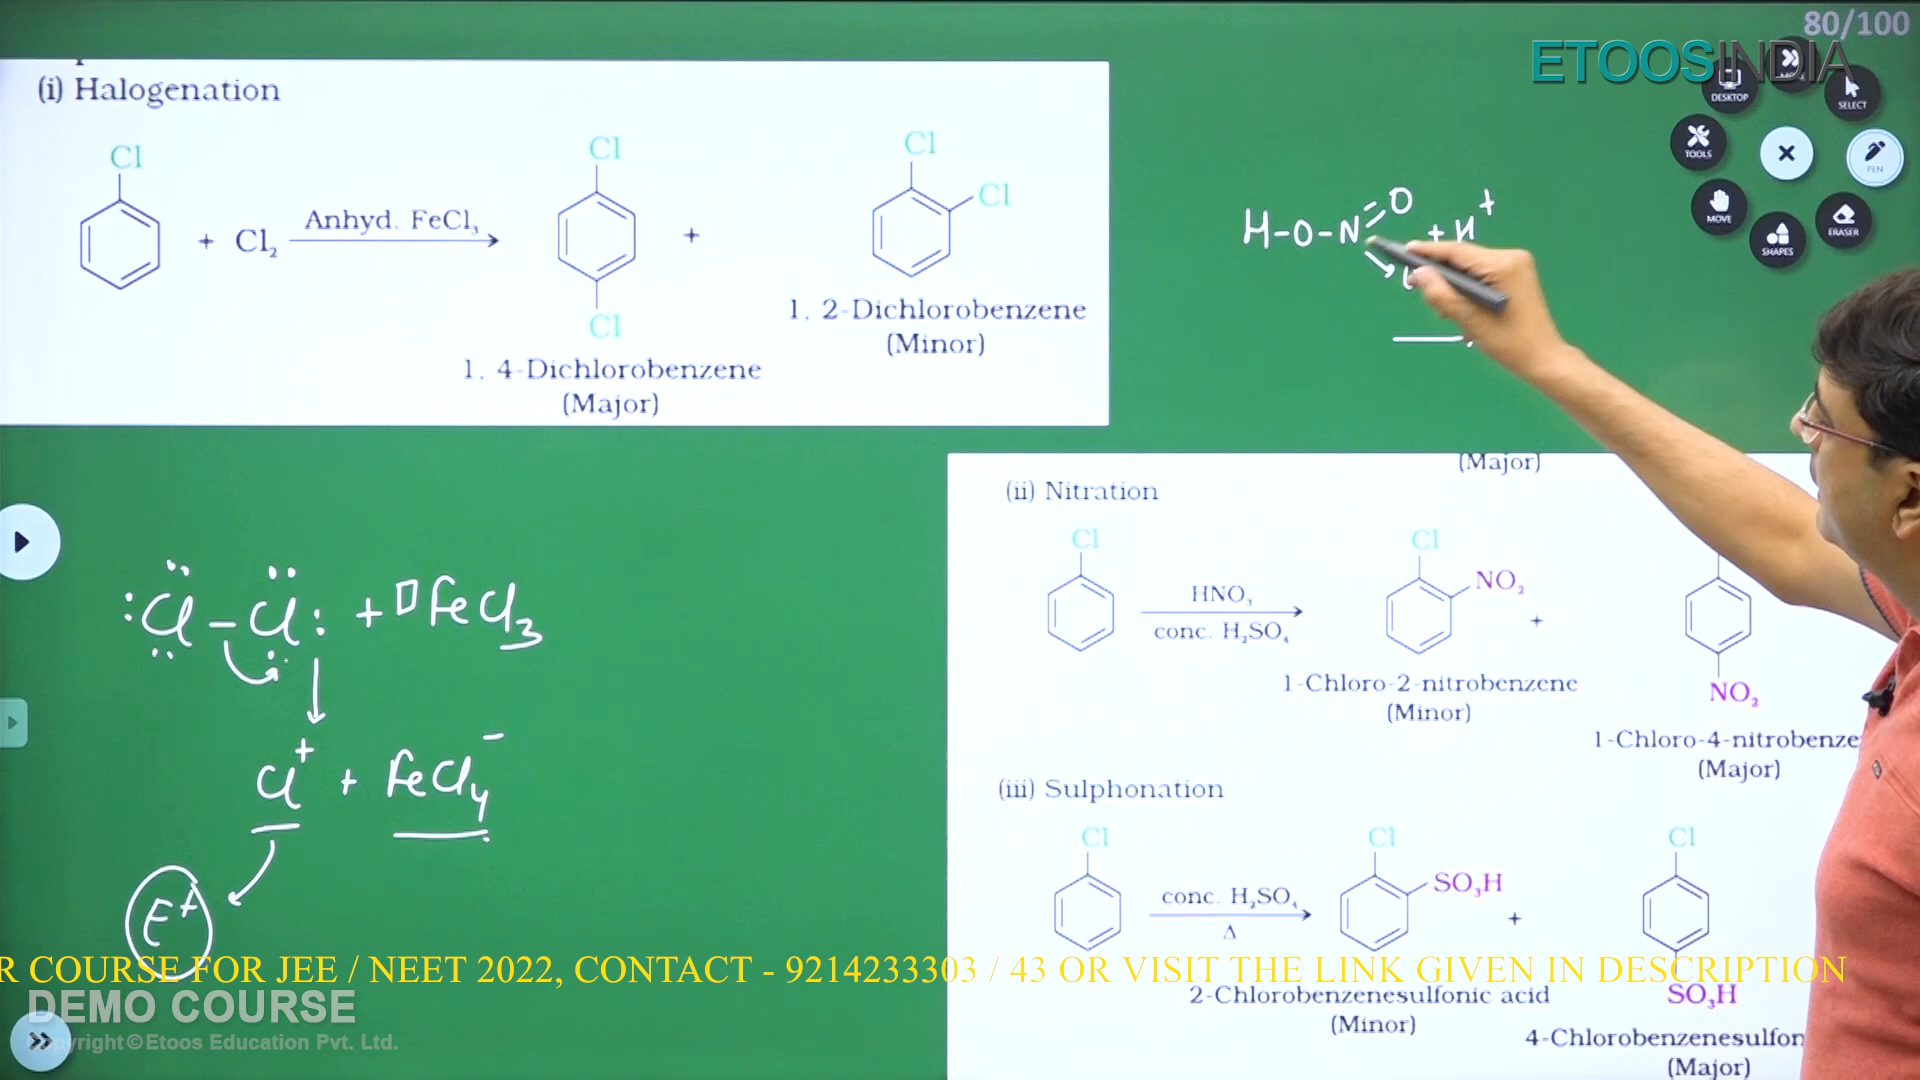 80/100
ETOOSINDIA
DESKTOP
SELECT
TOOLS
PEN
MOVE
ERASER
SHAPES
(i) Halogenation
Cl
+ Cl₂
Anhyd. FeCl₃
Cl
Cl
+
Cl
Cl
1, 4-Dichlorobenzene
(Major)
1, 2-Dichlorobenzene
(Minor)
H-O-N=O + H⁺
:Cl-Cl: + FeCl₃
Cl⁺ + FeCl₄⁻
E⁺
(Major)
(ii) Nitration
Cl
HNO₃
conc. H₂SO₄
Cl
NO₂
+
NO₂
1-Chloro-2-nitrobenzene
(Minor)
1-Chloro-4-nitrobenze
(Major)
(iii) Sulphonation
Cl
conc. H₂SO₄
Δ
Cl
SO₃H
+
Cl
SO₃H
2-Chlorobenzenesulfonic acid
(Minor)
4-Chlorobenzenesulfon
(Major)
R COURSE FOR JEE / NEET 2022, CONTACT - 9214233303 / 43 OR VISIT THE LINK GIVEN IN DESCRIPTION
DEMO COURSE
Copyright©Etoos Education Pvt. Ltd.